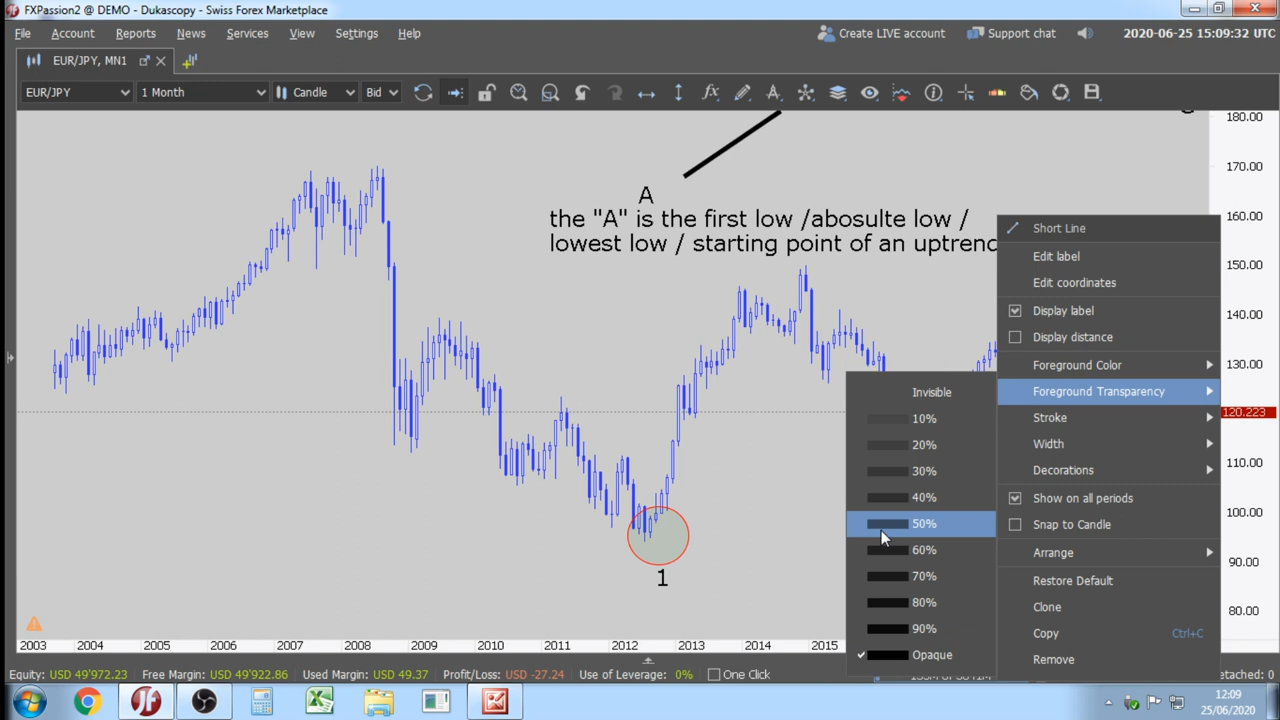 FXPassion2 @ DEMO - Dukascopy - Swiss Forex Marketplace
File Account Reports News Services View Settings Help
Create LIVE account Support chat 2020-06-25 15:09:32 UTC
EUR/JPY, MN1
EUR/JPY 1 Month Candle Bid
180.00
170.00
160.00
150.00
140.00
130.00
120.223
110.00
100.00
90.00
80.00
A
the "A" is the first low /abosulte low /
lowest low / starting point of an uptrend
1
Short Line
Edit label
Edit coordinates
Display label
Display distance
Foreground Color
Foreground Transparency
Stroke
Width
Decorations
Show on all periods
Snap to Candle
Arrange
Restore Default
Clone
Copy Ctrl+C
Remove
Invisible
10%
20%
30%
40%
50%
60%
70%
80%
90%
Opaque
2003 2004 2005 2006 2007 2008 2009 2010 2011 2012 2013 2014 2015
Equity: USD 49'972.23 Free Margin: USD 49'922.86 Used Margin: USD 49.37 Profit/Loss: USD -27.24 Use of Leverage: 0% One Click
etached: 0
12:09
25/06/2020